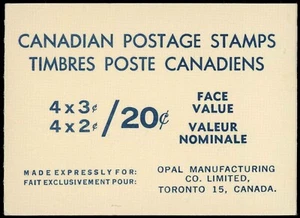 CANADIAN POSTAGE STAMPS
TIMBRES POSTE CANADIENS
4 x 3¢
4 x 2¢
/20¢
FACE
VALUE
VALEUR
NOMINALE
MADE EXPRESSLY FOR:
FAIT EXCLUSIVEMENT POUR:
OPAL MANUFACTURING
CO. LIMITED,
TORONTO 15, CANADA.